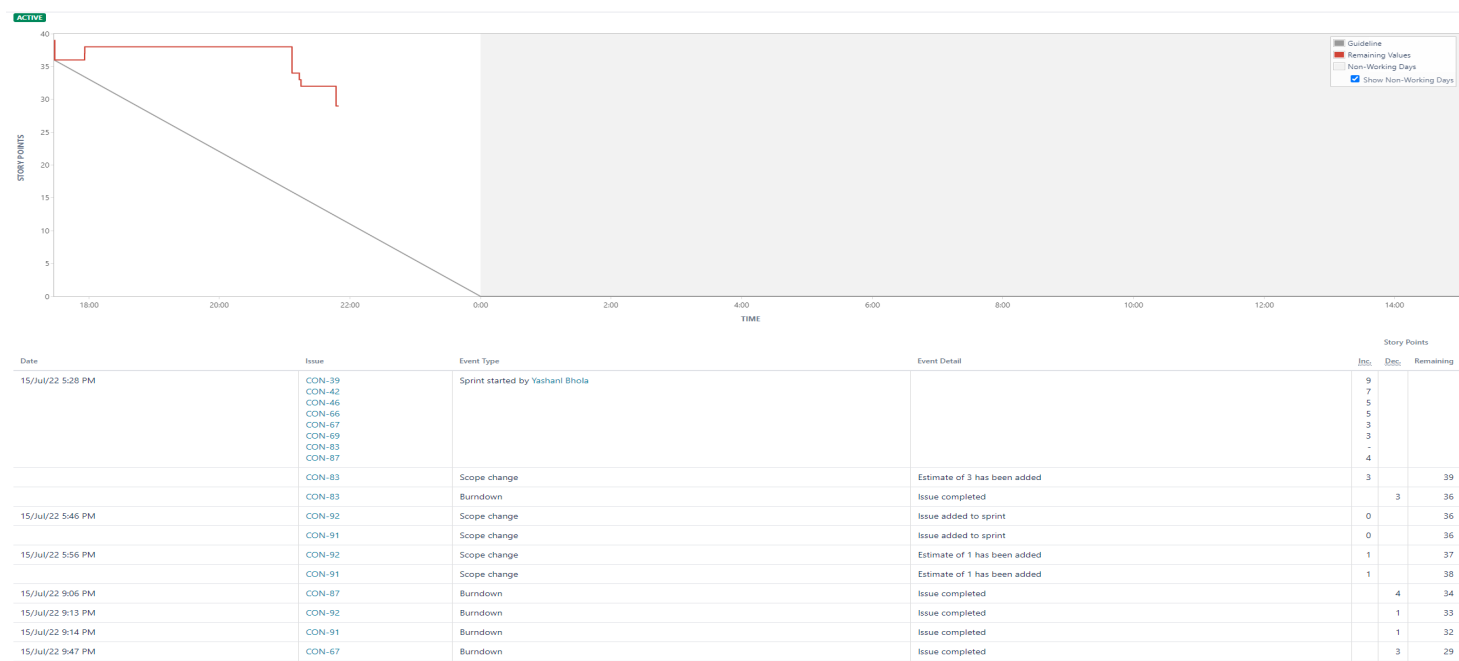 ACTIVE
40
35
30
25
20
15
10
5
0
STORY POINTS
Guideline
Remaining Values
Non-Working Days
Show Non-Working Days
18:00 20:00 22:00 0:00 2:00 4:00 6:00 8:00 10:00 12:00 14:00
TIME
Story Points
Date Issue Event Type Event Detail Inc. Dec. Remaining
15/Jul/22 5:28 PM CON-39 Sprint started by Yashanl Bhola 9
CON-42 7
CON-46 5
CON-66 5
CON-67 3
CON-69 3
CON-83 -
CON-87 4
CON-83 Scope change Estimate of 3 has been added 3 39
CON-83 Burndown Issue completed 3 36
15/Jul/22 5:46 PM CON-92 Scope change Issue added to sprint 0 36
CON-91 Scope change Issue added to sprint 0 36
15/Jul/22 5:56 PM CON-92 Scope change Estimate of 1 has been added 1 37
CON-91 Scope change Estimate of 1 has been added 1 38
15/Jul/22 9:06 PM CON-87 Burndown Issue completed 4 34
15/Jul/22 9:13 PM CON-92 Burndown Issue completed 1 33
15/Jul/22 9:14 PM CON-91 Burndown Issue completed 1 32
15/Jul/22 9:47 PM CON-67 Burndown Issue completed 3 29